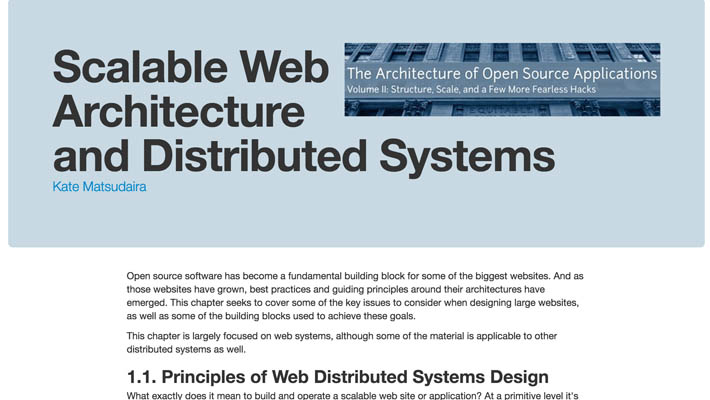 Scalable Web
Architecture
and Distributed Systems
The Architecture of Open Source Applications
Volume II: Structure, Scale, and a Few More Fearless Hacks
EQUITABLE
Kate Matsudaira
Open source software has become a fundamental building block for some of the biggest websites. And as
those websites have grown, best practices and guiding principles around their architectures have
emerged. This chapter seeks to cover some of the key issues to consider when designing large websites,
as well as some of the building blocks used to achieve these goals.
This chapter is largely focused on web systems, although some of the material is applicable to other
distributed systems as well.
1.1. Principles of Web Distributed Systems Design
What exactly does it mean to build and operate a scalable web site or application? At a primitive level it's